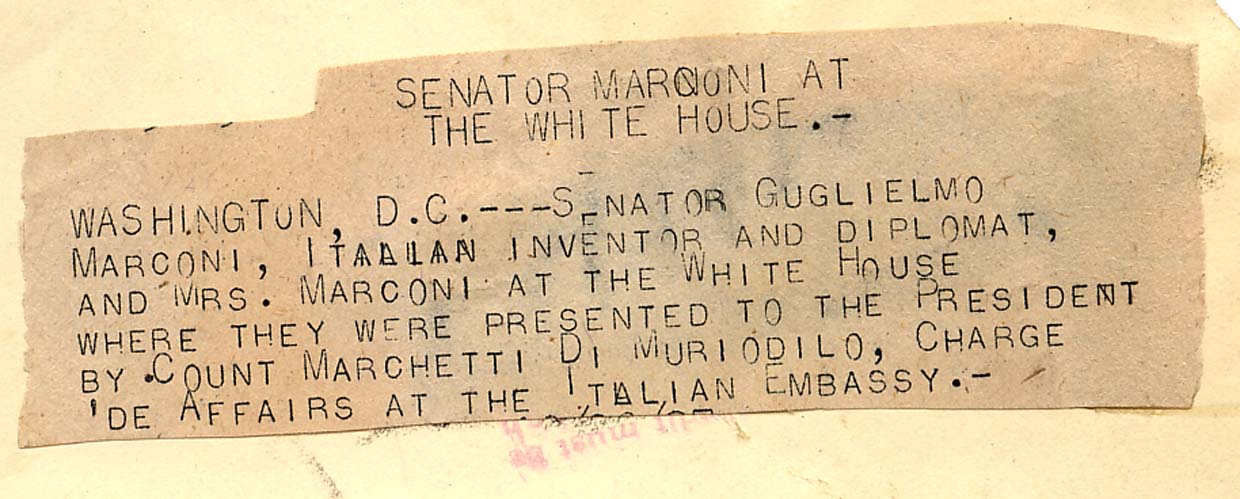 SENATOR MARCONI AT
THE WHITE HOUSE.-
WASHINGTON, D.C.---SENATOR GUGLIELMO
MARCONI, ITALIAN INVENTOR AND DIPLOMAT,
AND MRS. MARCONI AT THE WHITE HOUSE
WHERE THEY WERE PRESENTED TO THE PRESIDENT
BY COUNT MARCHETTI DI MURIODILO, CHARGE
'DE AFFAIRS AT THE ITALIAN EMBASSY.-